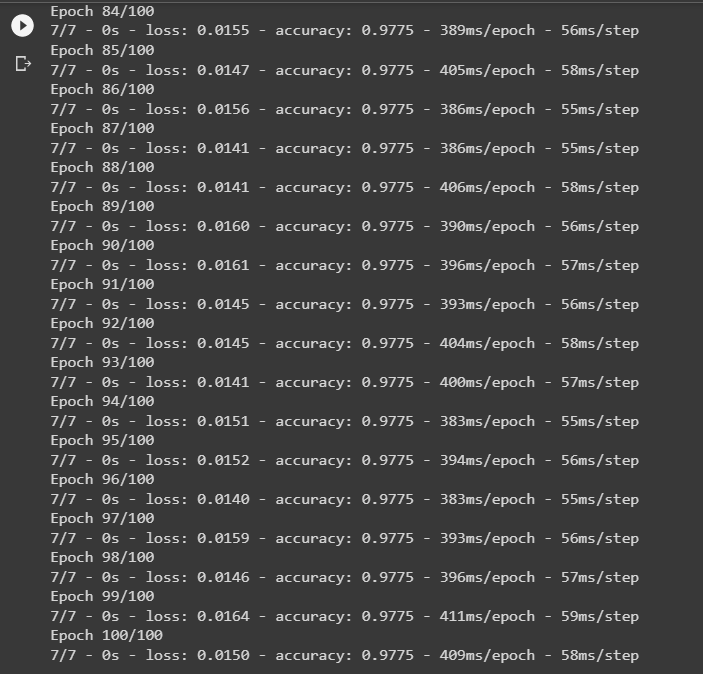 Epoch 84/100
7/7 - 0s - loss: 0.0155 - accuracy: 0.9775 - 389ms/epoch - 56ms/step
Epoch 85/100
7/7 - 0s - loss: 0.0147 - accuracy: 0.9775 - 405ms/epoch - 58ms/step
Epoch 86/100
7/7 - 0s - loss: 0.0156 - accuracy: 0.9775 - 386ms/epoch - 55ms/step
Epoch 87/100
7/7 - 0s - loss: 0.0141 - accuracy: 0.9775 - 386ms/epoch - 55ms/step
Epoch 88/100
7/7 - 0s - loss: 0.0141 - accuracy: 0.9775 - 406ms/epoch - 58ms/step
Epoch 89/100
7/7 - 0s - loss: 0.0160 - accuracy: 0.9775 - 390ms/epoch - 56ms/step
Epoch 90/100
7/7 - 0s - loss: 0.0161 - accuracy: 0.9775 - 396ms/epoch - 57ms/step
Epoch 91/100
7/7 - 0s - loss: 0.0145 - accuracy: 0.9775 - 393ms/epoch - 56ms/step
Epoch 92/100
7/7 - 0s - loss: 0.0145 - accuracy: 0.9775 - 404ms/epoch - 58ms/step
Epoch 93/100
7/7 - 0s - loss: 0.0141 - accuracy: 0.9775 - 400ms/epoch - 57ms/step
Epoch 94/100
7/7 - 0s - loss: 0.0151 - accuracy: 0.9775 - 383ms/epoch - 55ms/step
Epoch 95/100
7/7 - 0s - loss: 0.0152 - accuracy: 0.9775 - 394ms/epoch - 56ms/step
Epoch 96/100
7/7 - 0s - loss: 0.0140 - accuracy: 0.9775 - 383ms/epoch - 55ms/step
Epoch 97/100
7/7 - 0s - loss: 0.0159 - accuracy: 0.9775 - 393ms/epoch - 56ms/step
Epoch 98/100
7/7 - 0s - loss: 0.0146 - accuracy: 0.9775 - 396ms/epoch - 57ms/step
Epoch 99/100
7/7 - 0s - loss: 0.0164 - accuracy: 0.9775 - 411ms/epoch - 59ms/step
Epoch 100/100
7/7 - 0s - loss: 0.0150 - accuracy: 0.9775 - 409ms/epoch - 58ms/step